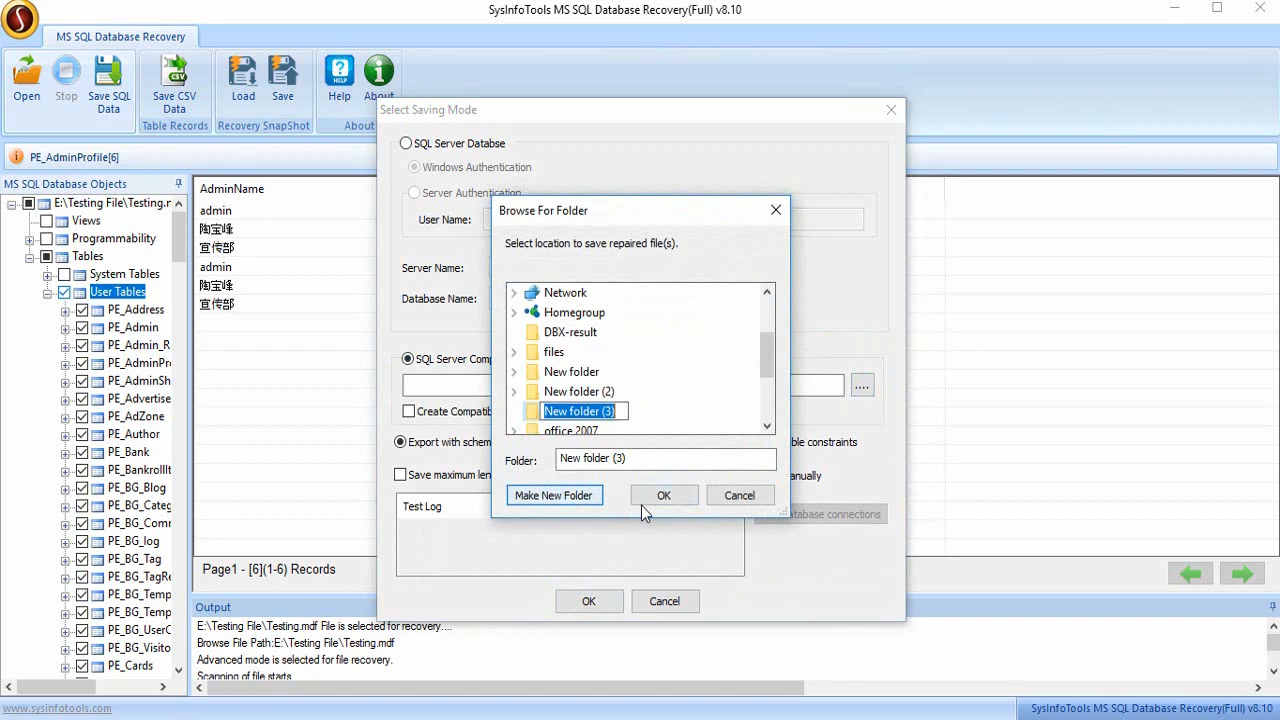 SysInfoTools MS SQL Database Recovery(Full) v8.10
MS SQL Database Recovery
Open
Stop
Save SQL
Data
Save CSV
Data
Load
Save
Help
About
Table Records
Recovery SnapShot
About
PE_AdminProfile[6]
MS SQL Database Objects
E:\Testing File\Testing.n
Views
Programmability
Tables
System Tables
User Tables
PE_Address
PE_Admin
PE_Admin_R
PE_AdminPro
PE_AdminSh
PE_Advertise
PE_AdZone
PE_Author
PE_Bank
PE_BankrollIt
PE_BG_Blog
PE_BG_Categ
PE_BG_Comr
PE_BG_log
PE_BG_Tag
PE_BG_TagRe
PE_BG_Temp
PE_BG_Temp
PE_BG_UserC
PE_BG_Visito
PE_Cards
AdminName
admin
陶宝峰
宣传部
admin
陶宝峰
宣传部
Page1 - [6](1-6) Records
Select Saving Mode
SQL Server Databse
Windows Authentication
Server Authentication
User Name:
Server Name:
Database Name:
SQL Server Comp
....
Create Compatib
Export with schem
ble constraints
Save maximum len
anually
Test Log
atabase connections
OK
Cancel
Browse For Folder
Select location to save repaired file(s).
Network
Homegroup
DBX-result
files
New folder
New folder (2)
New folder (3)
office 2007
Folder:
New folder (3)
Make New Folder
OK
Cancel
Output
E:\Testing File\Testing.mdf File is selected for recovery....
Browse File Path:E:\Testing File\Testing.mdf
Advanced mode is selected for file recovery.
Scanning of file starts
www.sysinfotools.com
SysInfoTools MS SQL Database Recovery(Full) v8.10